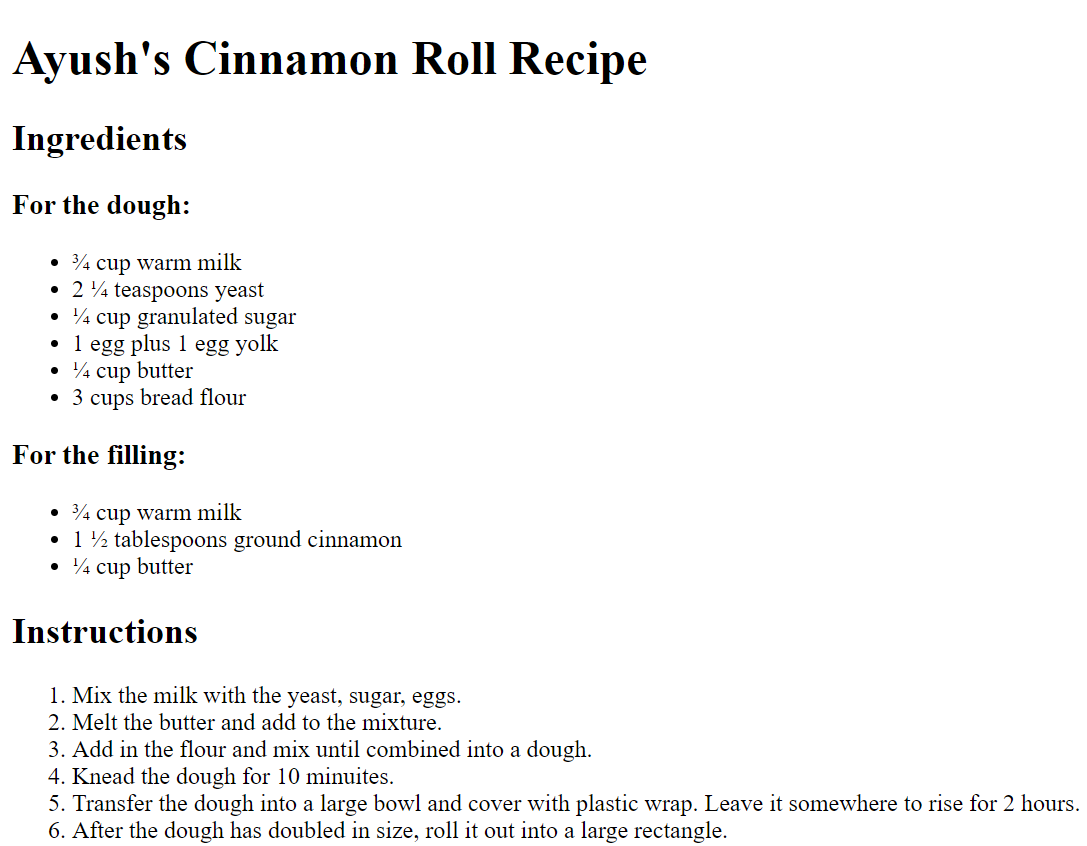 Ayush's Cinnamon Roll Recipe
Ingredients
For the dough:
• ¾ cup warm milk
• 2 ¼ teaspoons yeast
• ¼ cup granulated sugar
• 1 egg plus 1 egg yolk
• ¼ cup butter
• 3 cups bread flour
For the filling:
• ¾ cup warm milk
• 1 ½ tablespoons ground cinnamon
• ¼ cup butter
Instructions
1. Mix the milk with the yeast, sugar, eggs.
2. Melt the butter and add to the mixture.
3. Add in the flour and mix until combined into a dough.
4. Knead the dough for 10 minuites.
5. Transfer the dough into a large bowl and cover with plastic wrap. Leave it somewhere to rise for 2 hours.
6. After the dough has doubled in size, roll it out into a large rectangle.